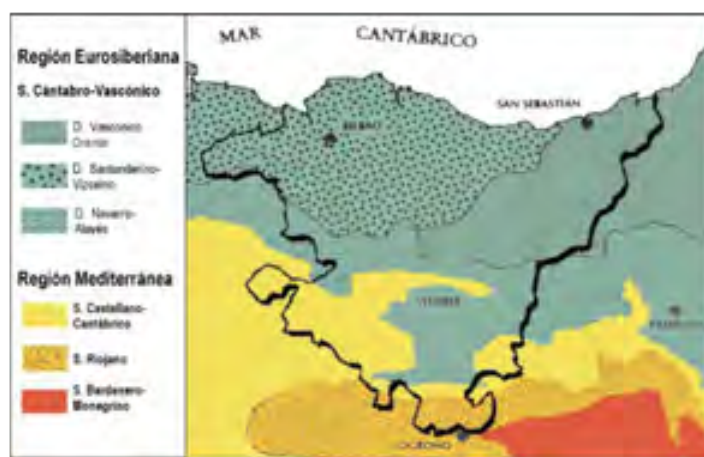 Región Eurosiberiana
S. Cántabro-Vascónico
D. Vascónico
Oriental
D. Santanderino-
Vizcaíno
D. Navarro-
Alavés
Región Mediterránea
S. Castellano-
Cantábrico
S. Riojano
S. Bardenero-
Monegrino
MAR CANTÁBRICO
SAN SEBASTIÁN
BILBAO
VITORIA
PAMPLONA
LOGROÑO